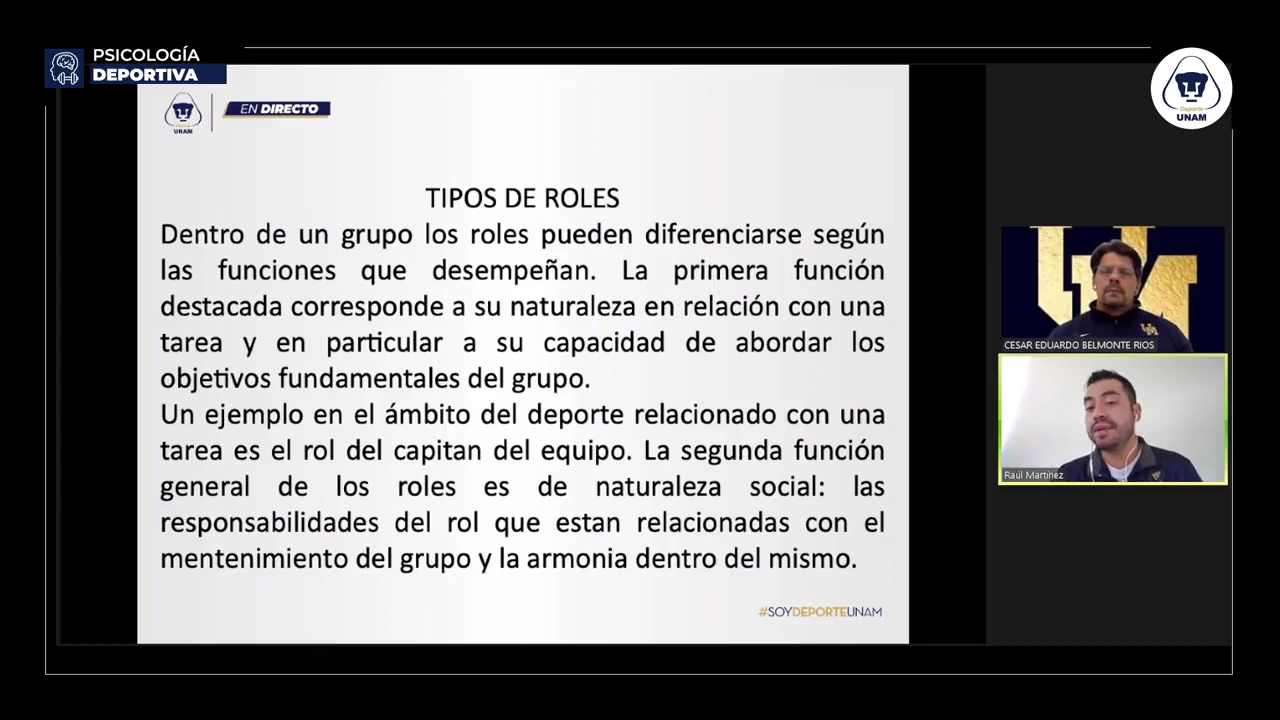 PSICOLOGÍA
DEPORTIVA
UNAM
EN DIRECTO
TIPOS DE ROLES
Dentro de un grupo los roles pueden diferenciarse según
las funciones que desempeñan. La primera función
destacada corresponde a su naturaleza en relación con una
tarea y en particular a su capacidad de abordar los
objetivos fundamentales del grupo.
Un ejemplo en el ámbito del deporte relacionado con una
tarea es el rol del capitan del equipo. La segunda función
general de los roles es de naturaleza social: las
responsabilidades del rol que estan relacionadas con el
mentenimiento del grupo y la armonia dentro del mismo.
#SOYDEPORTEUNAM
Deporte
UNAM
CESAR EDUARDO BELMONTE RIOS
Raúl Martínez